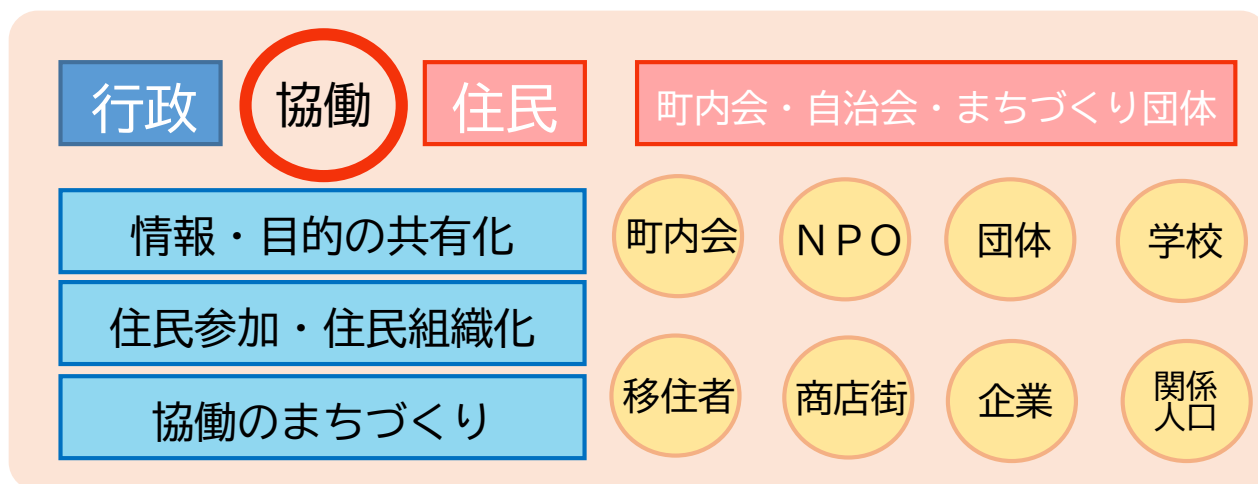 行政
協働
住民
町内会・自治会・まちづくり団体
情報・目的の共有化
住民参加・住民組織化
協働のまちづくり
町内会
ＮＰＯ
団体
学校
移住者
商店街
企業
関係
人口